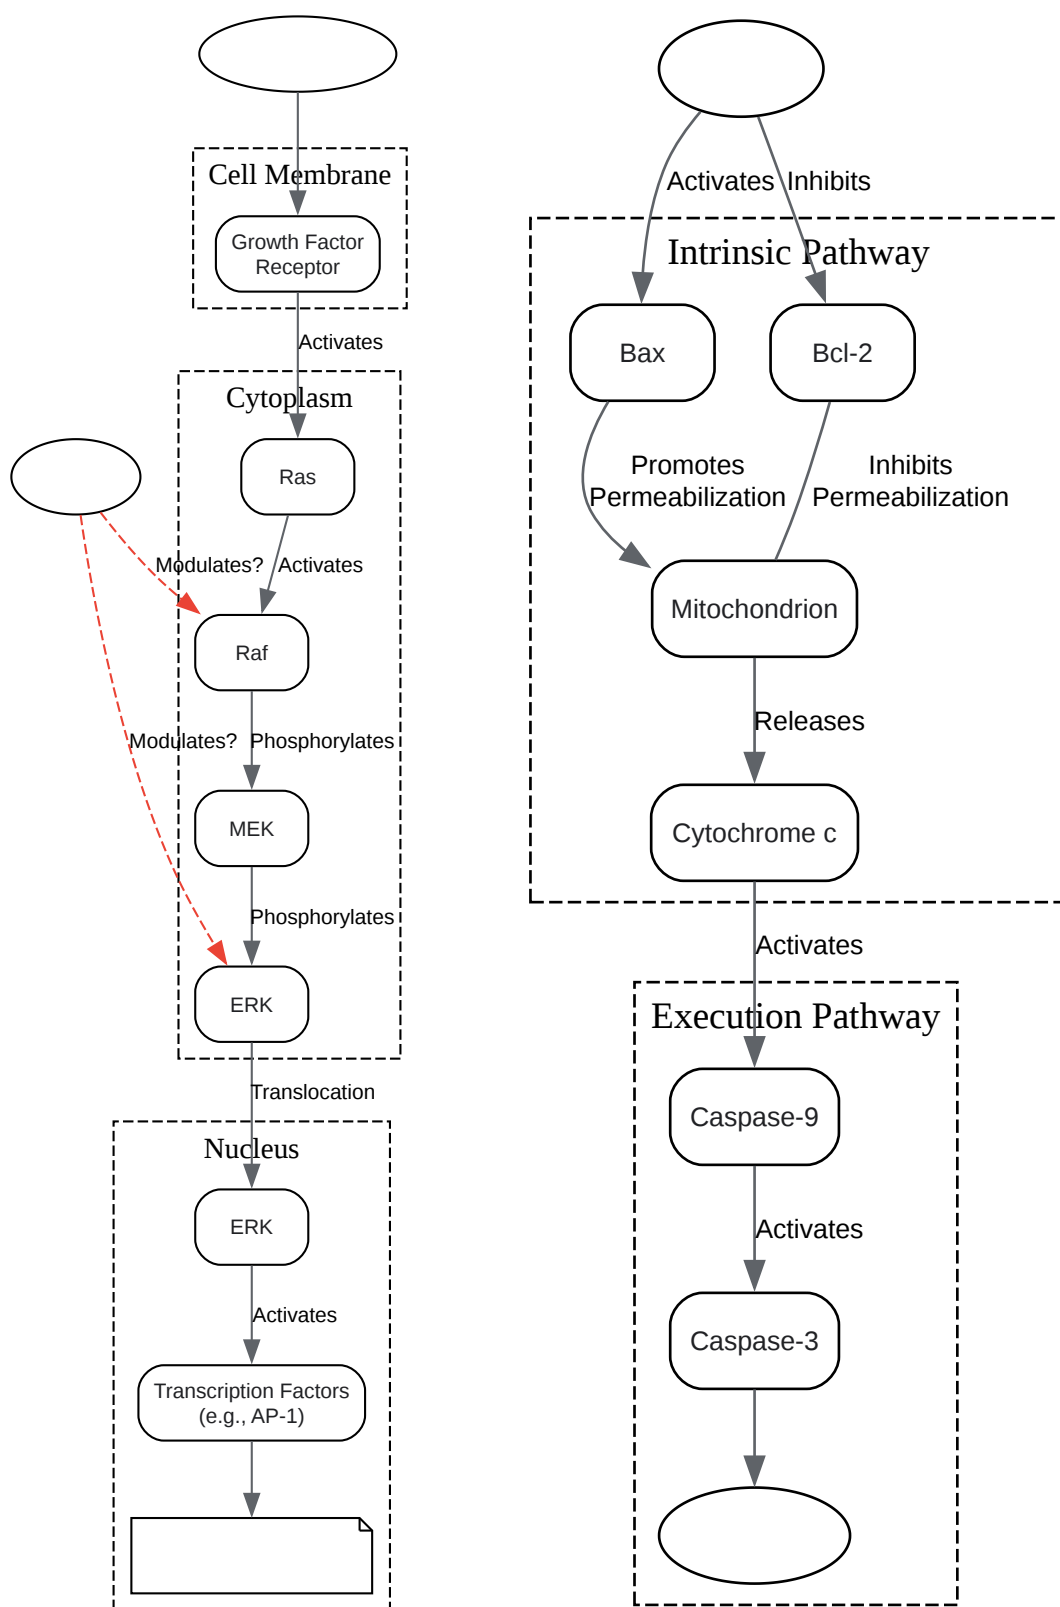 Cell Membrane
Growth Factor
Receptor
Activates
Cytoplasm
Ras
Modulates?
Activates
Raf
Modulates?
Phosphorylates
MEK
Phosphorylates
ERK
Translocation
Nucleus
ERK
Activates
Transcription Factors
(e.g., AP-1)
Activates
Inhibits
Intrinsic Pathway
Bax
Bcl-2
Promotes
Permeabilization
Inhibits
Permeabilization
Mitochondrion
Releases
Cytochrome c
Activates
Execution Pathway
Caspase-9
Activates
Caspase-3